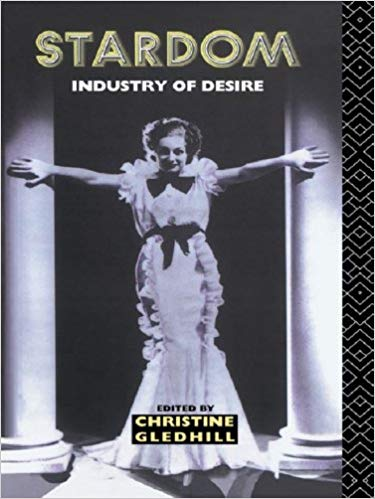 STARDOM
INDUSTRY OF DESIRE
EDITED BY
CHRISTINE
GLEDHILL